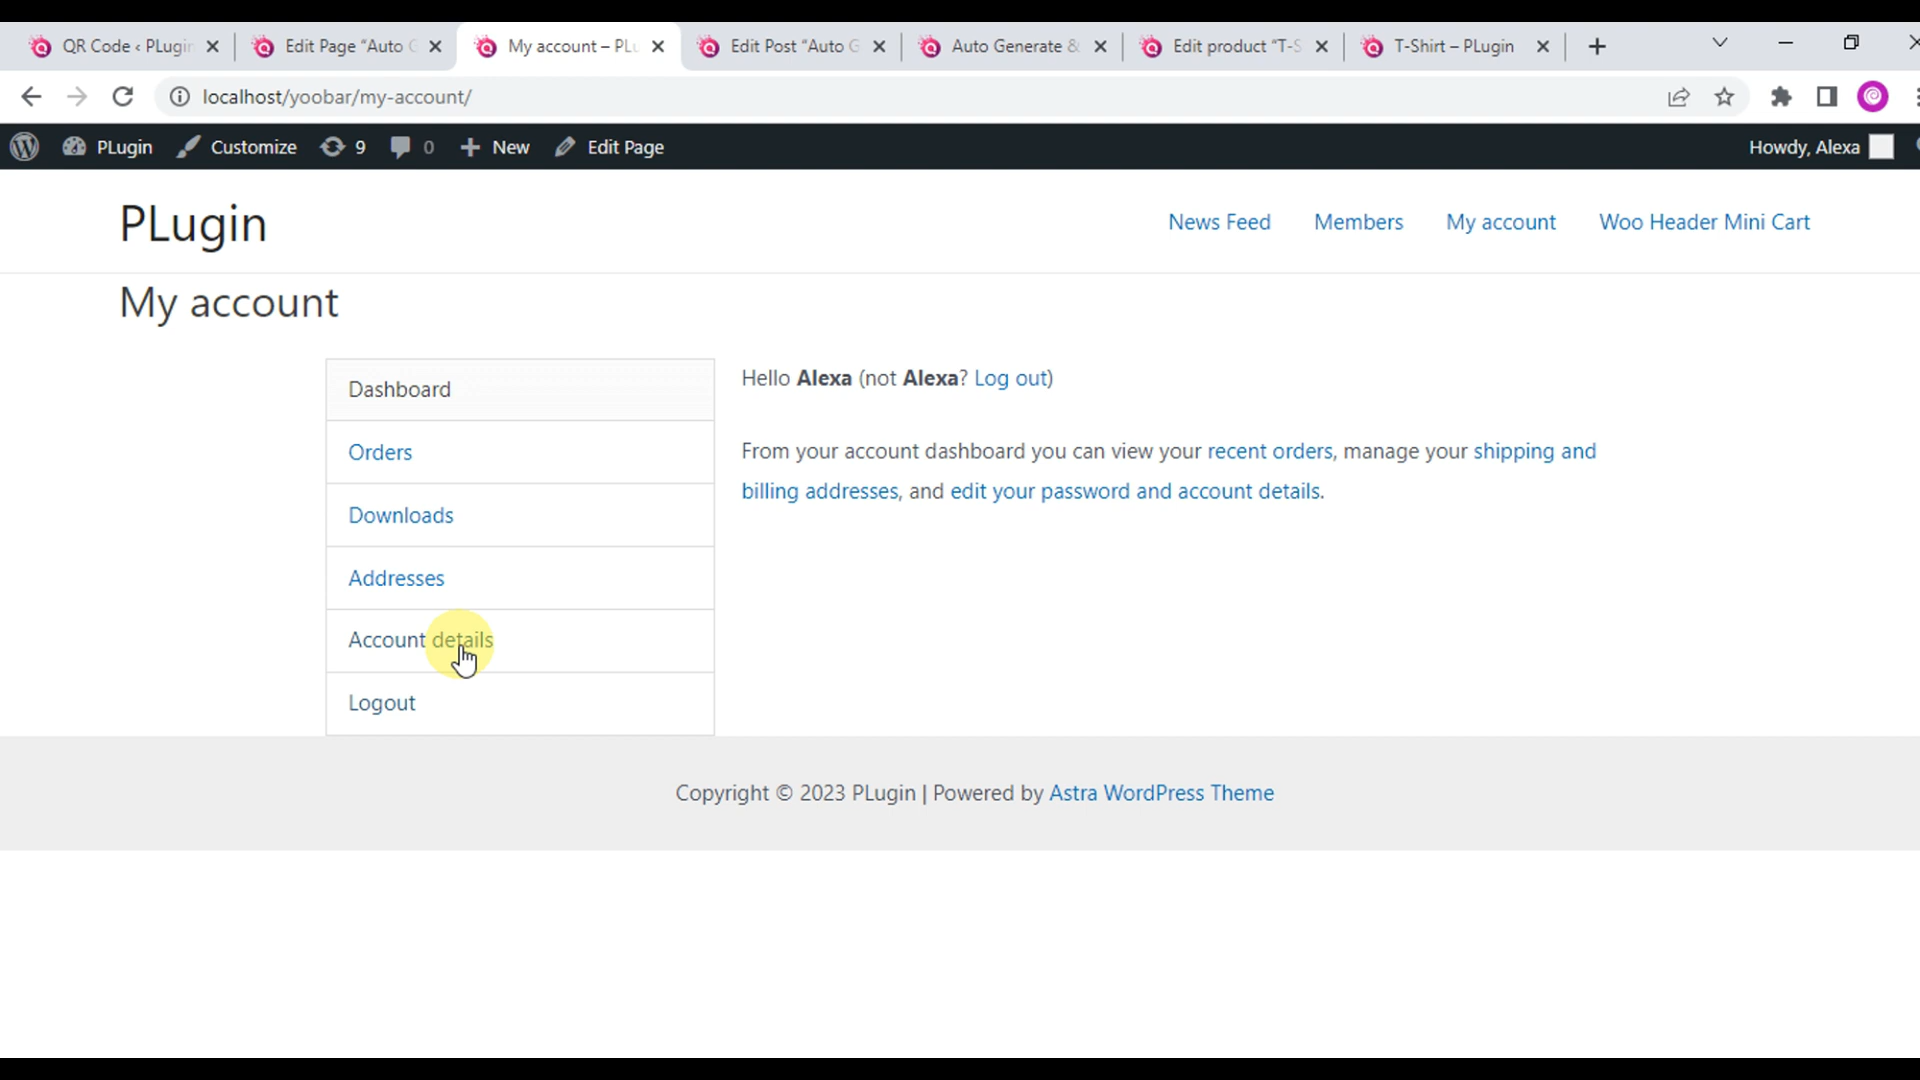 QR Code ‹ PLugin
Edit Page “Auto G
My account – PLu
Edit Post “Auto G
Auto Generate &
Edit product “T-S
T-Shirt – PLugin
localhost/yoobar/my-account/
PLugin
Customize
9
0
New
Edit Page
Howdy, Alexa
PLugin
News Feed
Members
My account
Woo Header Mini Cart
My account
Dashboard
Orders
Downloads
Addresses
Account details
Logout
Hello Alexa (not Alexa? Log out)
From your account dashboard you can view your recent orders, manage your shipping and
billing addresses, and edit your password and account details.
Copyright © 2023 PLugin | Powered by Astra WordPress Theme